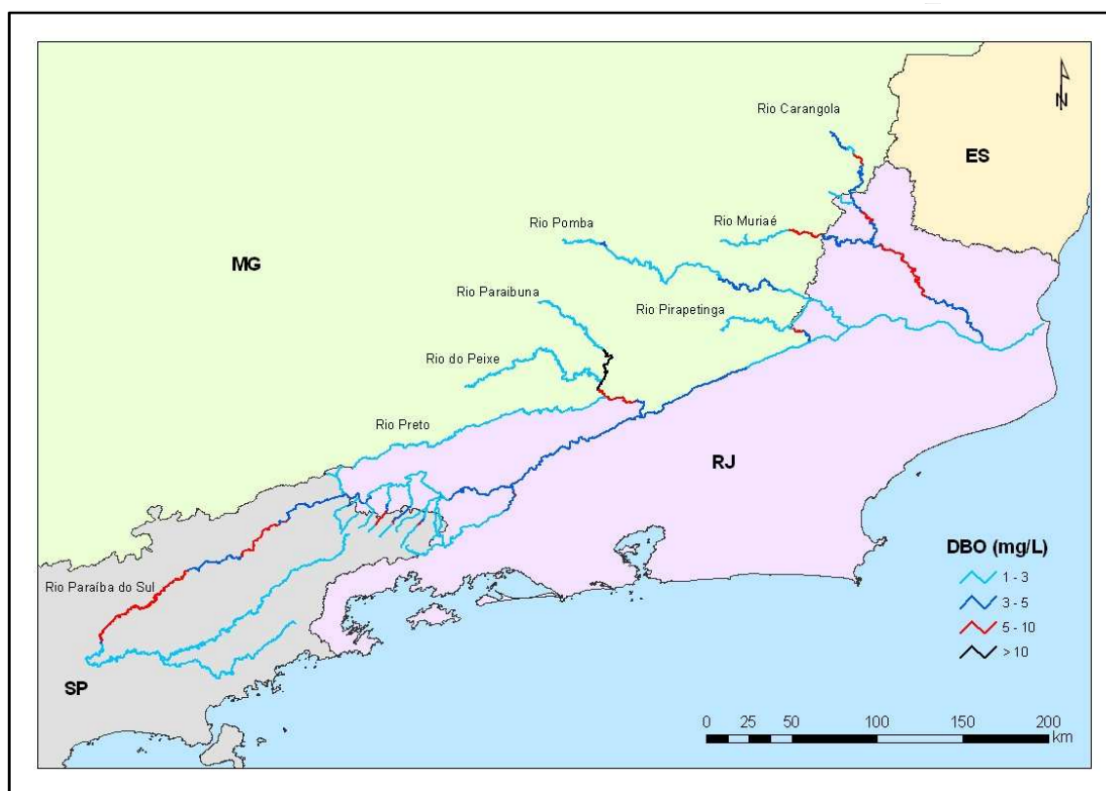 Rio Carangola
N
ES
Rio Pomba
Rio Muriaé
MG
Rio Paraibuna
Rio Pirapetinga
Rio do Peixe
Rio Preto
RJ
DBO (mg/L)
1 - 3
3 - 5
5 - 10
> 10
Rio Paraíba do Sul
SP
0 25 50 100 150 200
km